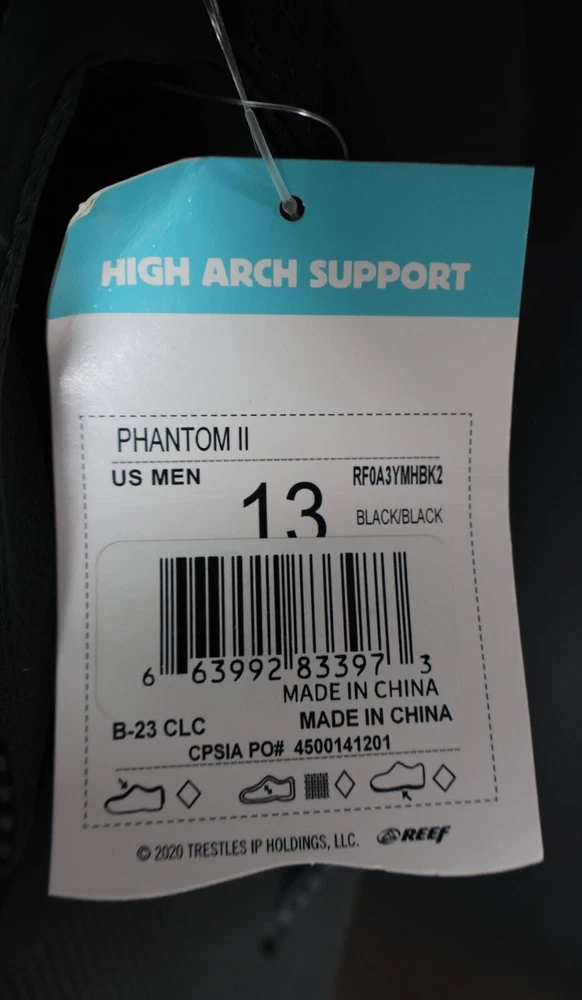 HIGH ARCH SUPPORT
PHANTOM II
US MEN
13
RF0A3YMHBK2
BLACK/BLACK
6 63992 83397 3
MADE IN CHINA
B-23 CLC
MADE IN CHINA
CPSIA PO# 4500141201
© 2020 TRESTLES IP HOLDINGS, LLC.
REEF